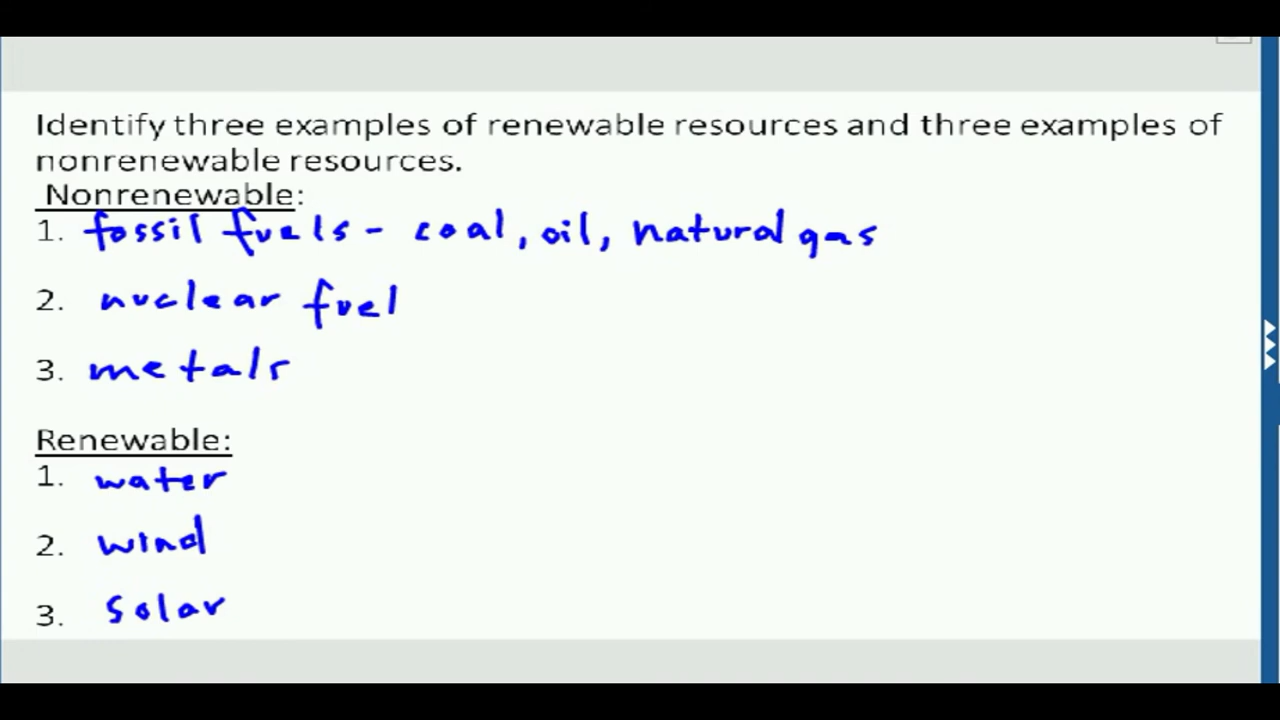 Identify three examples of renewable resources and three examples of
nonrenewable resources.
Nonrenewable:
1. fossil fuels - coal, oil, natural gas
2. nuclear fuel
3. metals
Renewable:
1. water
2. wind
3. solar